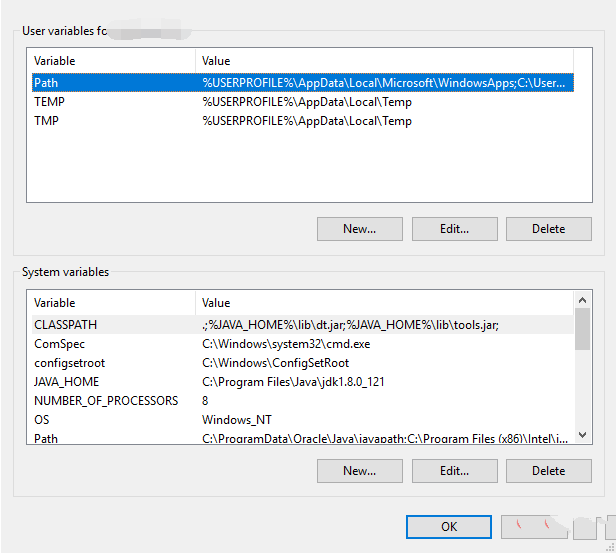 User variables fo
Variable Value
Path %USERPROFILE%\AppData\Local\Microsoft\WindowsApps;C:\User...
TEMP %USERPROFILE%\AppData\Local\Temp
TMP %USERPROFILE%\AppData\Local\Temp
New... Edit... Delete
System variables
Variable Value
CLASSPATH .;%JAVA_HOME%\lib\dt.jar;%JAVA_HOME%\lib\tools.jar;
ComSpec C:\Windows\system32\cmd.exe
configsetroot C:\Windows\ConfigSetRoot
JAVA_HOME C:\Program Files\Java\jdk1.8.0_121
NUMBER_OF_PROCESSORS 8
OS Windows_NT
Path C:\ProgramData\Oracle\Java\javapath;C:\Program Files (x86)\Intel\i...
New... Edit... Delete
OK